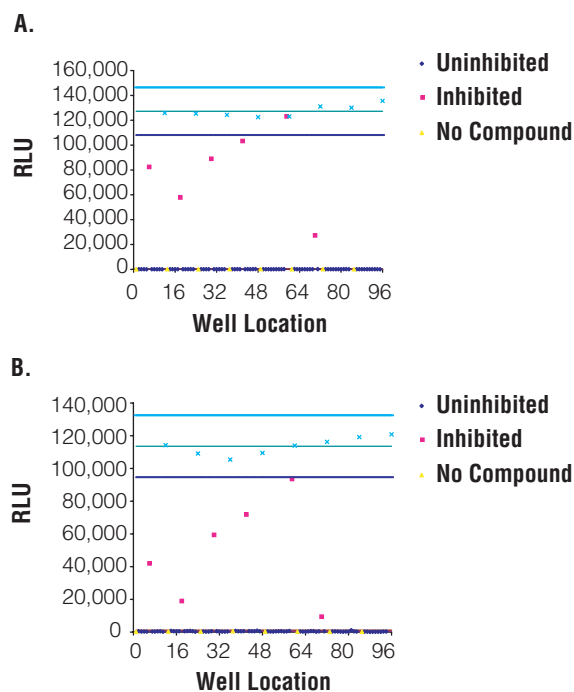 A.
160,000
140,000
120,000
100,000
80,000
60,000
40,000
20,000
0
RLU
0 16 32 48 64 80 96
Well Location
Uninhibited
Inhibited
No Compound
B.
140,000
120,000
100,000
80,000
60,000
40,000
20,000
0
RLU
0 16 32 48 64 80 96
Well Location
Uninhibited
Inhibited
No Compound